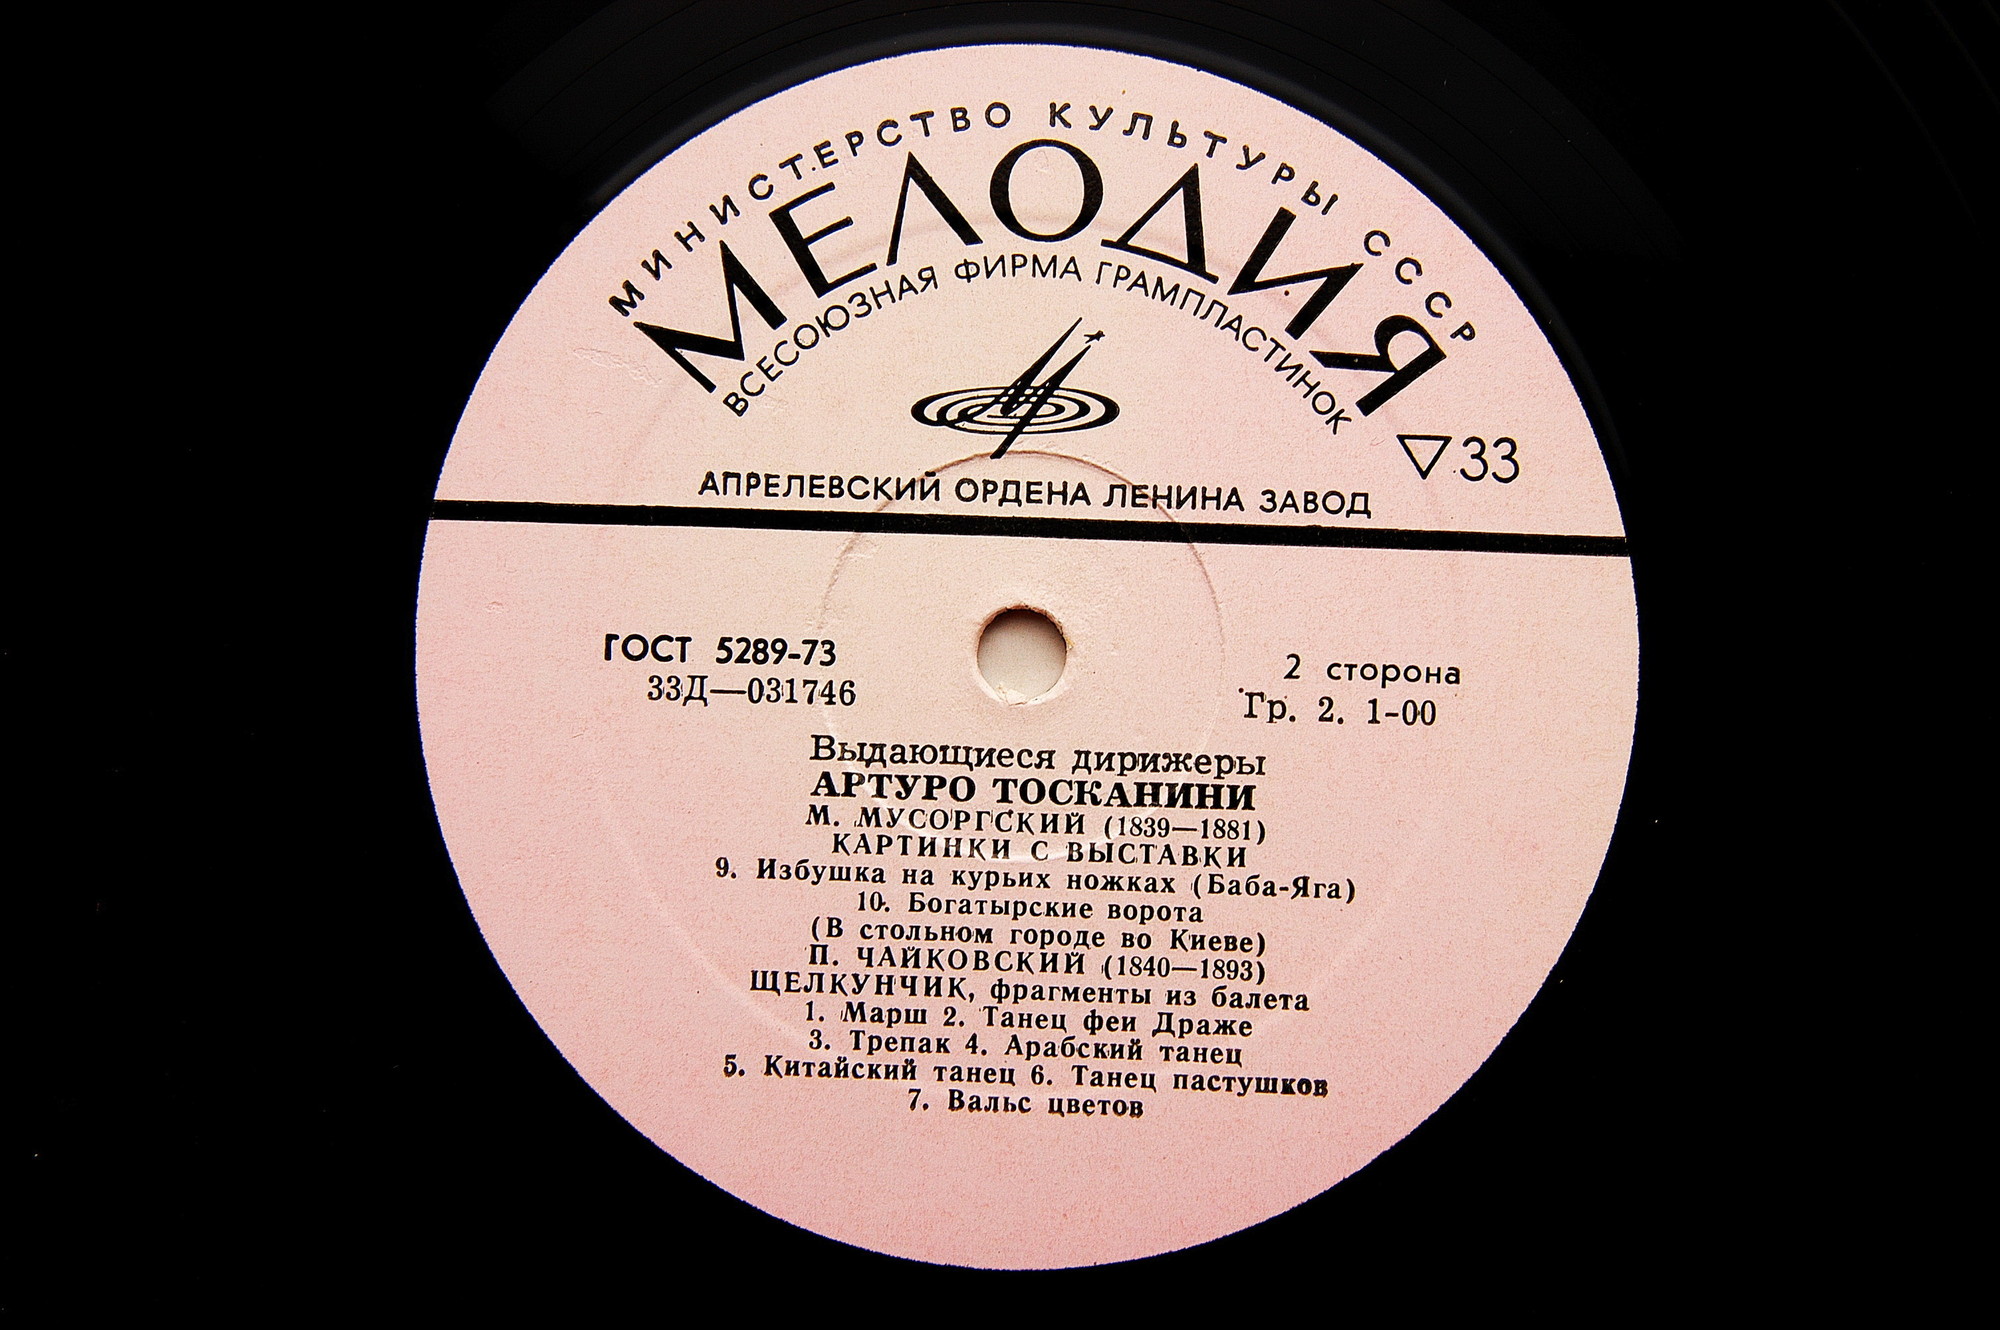 МИНИСТЕРСТВО КУЛЬТУРЫ СССР
МЕЛОДИЯ
ВСЕСОЮЗНАЯ ФИРМА ГРАМПЛАСТИНОК
▽33
АПРЕЛЕВСКИЙ ОРДЕНА ЛЕНИНА ЗАВОД
ГОСТ 5289-73
33Д—031746
2 сторона
Гр. 2. 1-00
Выдающиеся дирижеры
АРТУРО ТОСКАНИНИ
М. МУСОРГСКИЙ (1839—1881)
КАРТИНКИ С ВЫСТАВКИ
9. Избушка на курьих ножках (Баба-Яга)
10. Богатырские ворота
(В стольном городе во Киеве)
П. ЧАЙКОВСКИЙ (1840—1893)
ЩЕЛКУНЧИК, фрагменты из балета
1. Марш 2. Танец феи Драже
3. Трепак 4. Арабский танец
5. Китайский танец 6. Танец пастушков
7. Вальс цветов